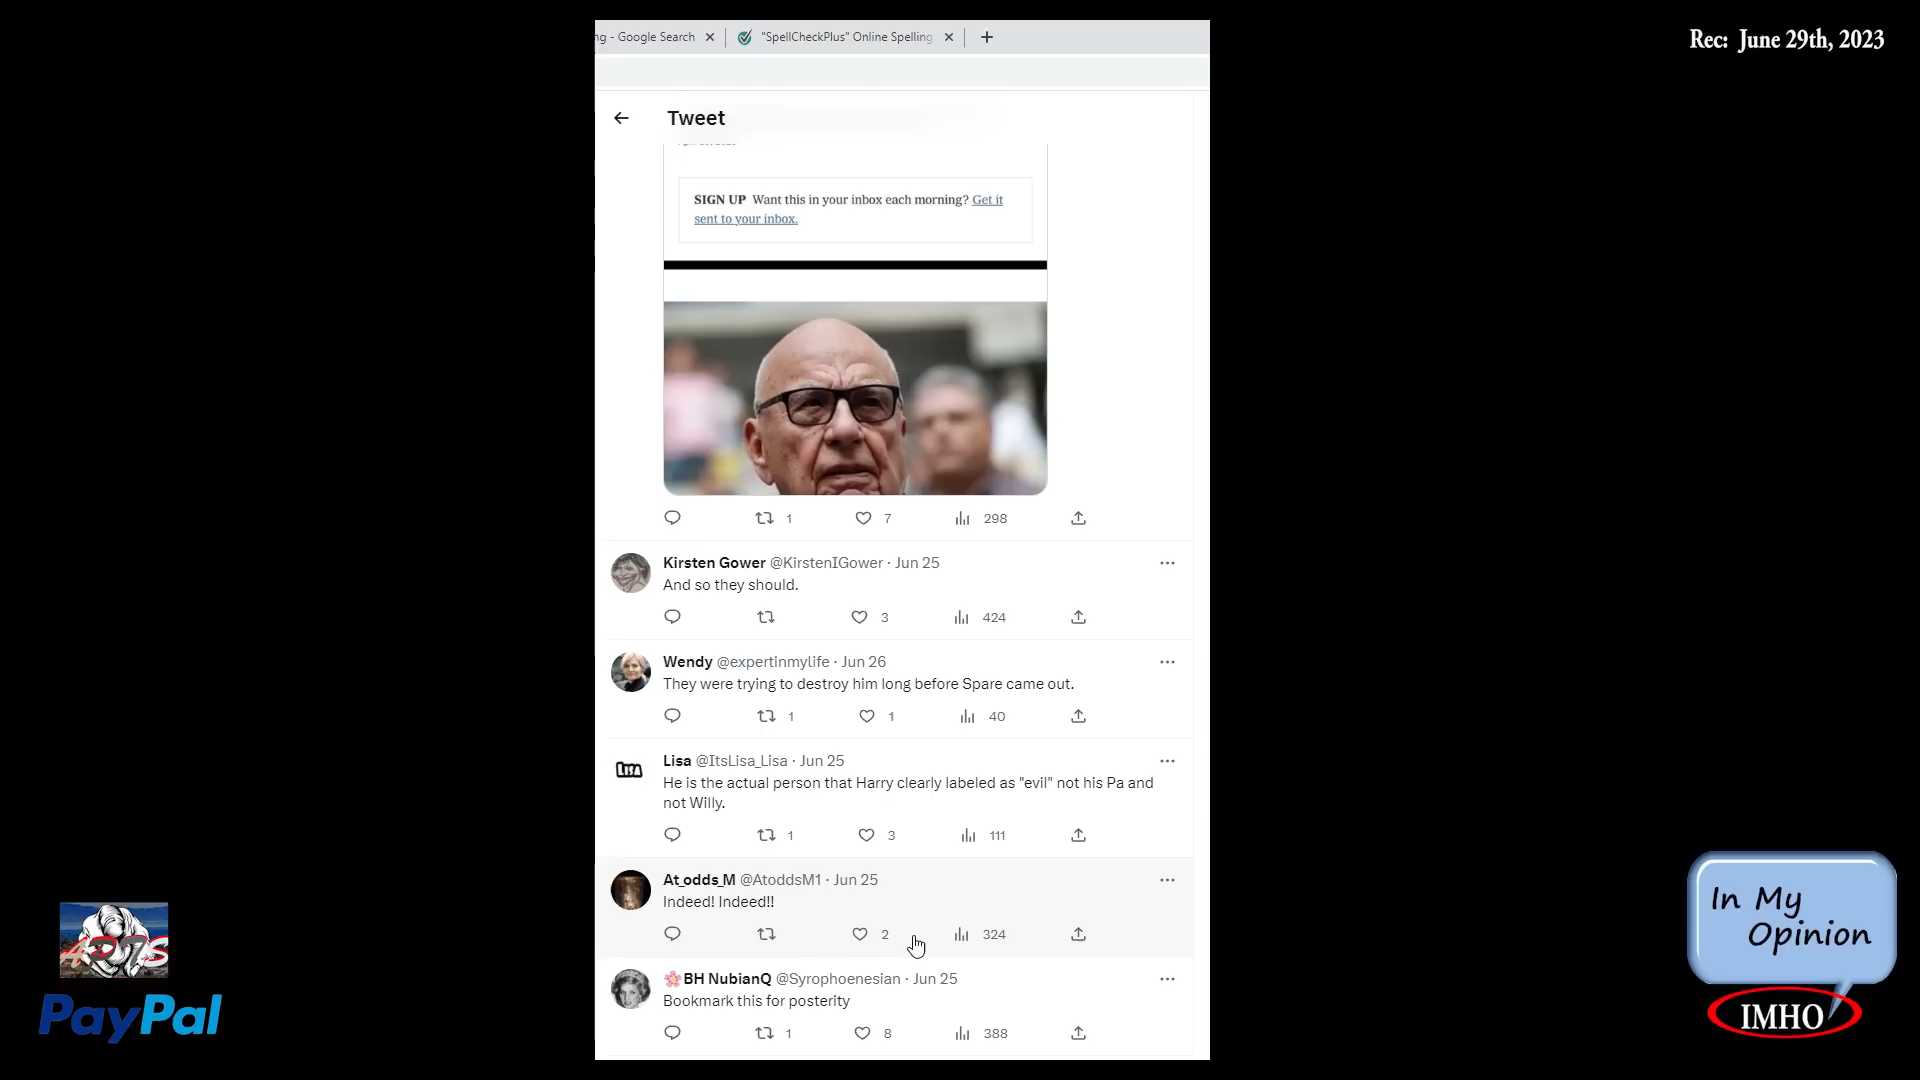 ng - Google Search
"SpellCheckPlus" Online Spelling
Rec: June 29th, 2023
Tweet
SIGN UP Want this in your inbox each morning? Get it
sent to your inbox.
1 7 298
Kirsten Gower @KirstenIGower · Jun 25
And so they should.
3 424
Wendy @expertinmylife · Jun 26
They were trying to destroy him long before Spare came out.
1 1 40
LISA
Lisa @ItsLisa_Lisa · Jun 25
He is the actual person that Harry clearly labeled as "evil" not his Pa and
not Willy.
1 3 111
At_odds_M @AtoddsM1 · Jun 25
Indeed! Indeed!!
2 324
🌸BH NubianQ @Syrophoenesian · Jun 25
Bookmark this for posterity
1 8 388
PayPal
In My
Opinion
IMHO